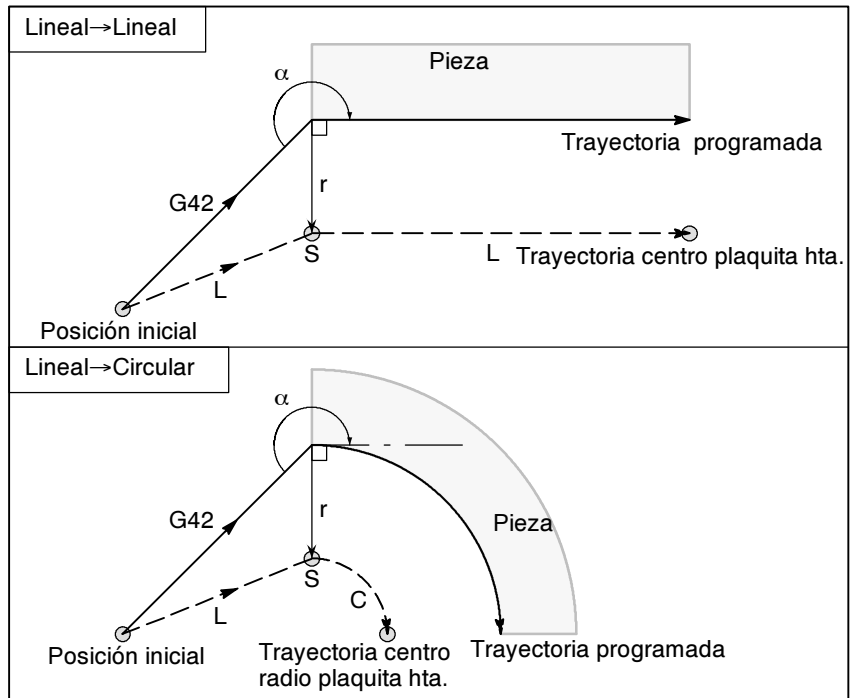 Lineal→Lineal
Pieza
α
Trayectoria programada
G42
r
S
L
Trayectoria centro plaquita hta.
L
Posición inicial
Lineal→Circular
α
G42
r
Pieza
S
L
C
Posición inicial
Trayectoria centro
radio plaquita hta.
Trayectoria programada